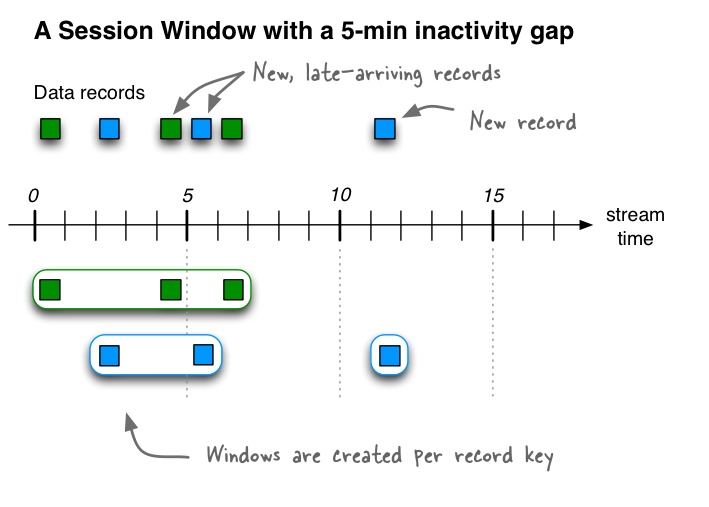 A Session Window with a 5-min inactivity gap
New, late-arriving records
Data records
New record
0 5 10 15
stream
time
Windows are created per record key